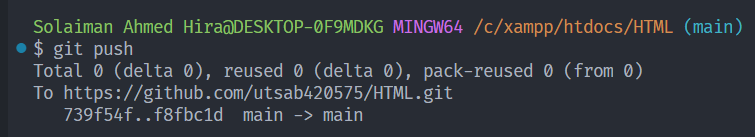 Solaiman Ahmed Hira@DESKTOP-0F9MDKG MINGW64 /c/xampp/htdocs/HTML (main)
$ git push
Total 0 (delta 0), reused 0 (delta 0), pack-reused 0 (from 0)
To https://github.com/utsab420575/HTML.git
   739f54f..f8fbc1d  main -> main